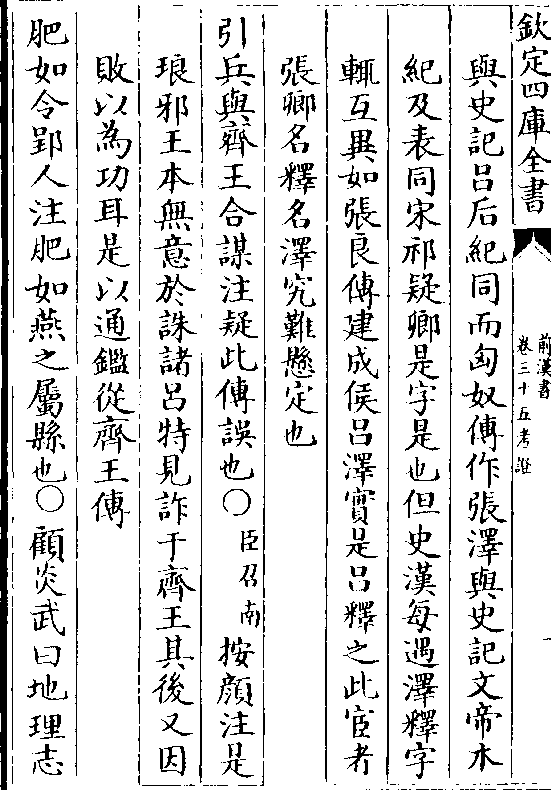 欽定四庫全書
前漢書
卷三十五考證
一
與史記吕后紀同而匈奴傳作張澤與史記文帝本
紀及表同宋祁疑卿是字是也但史漢每遇澤釋字
輒互異如張良傳建成侯吕澤實是吕釋之此宦者
張卿名釋名澤究難懸定也
引兵與齊王合謀注疑此傳誤也○臣召南按顔注是
琅邪王本無意於誅諸吕特見詐于齊王其後又因
敗以為功耳是以通鑑從齊王傳
肥如令郢人注肥如燕之屬縣也○顧炎武曰地理志